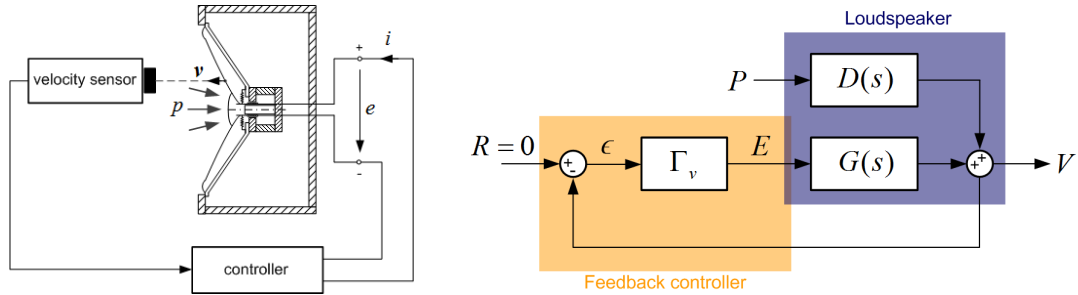 velocity sensor
v
p
+
i
e
-
controller
Loudspeaker
P
D(s)
R = 0
+
-
ϵ
Γv
E
G(s)
+
+
V
Feedback controller